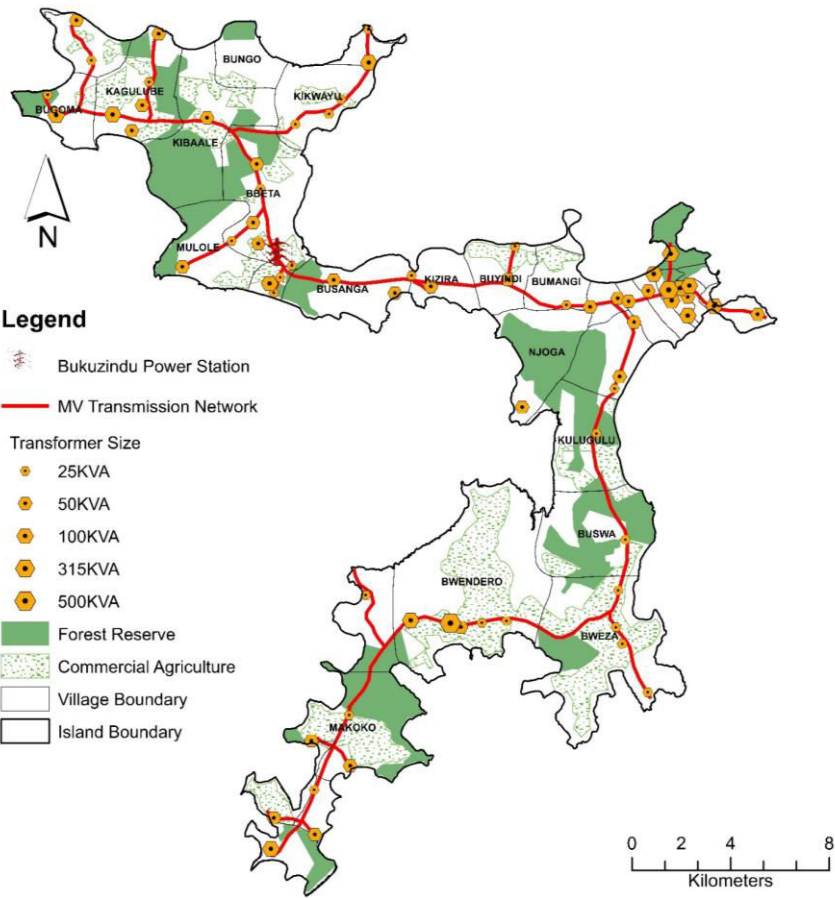 BUNGO
KAGULUBE
KIKWAYU
BUGOMA
KIBAALE
BBETA
N
MULOLE
BUSANGA
KIZIRA
BUYINDI
BUMANGI
NJOGA
KULUGULU
BUSWA
BWENDERO
BWEZA
MAKOKO
Legend
Bukuzindu Power Station
MV Transmission Network
Transformer Size
25KVA
50KVA
100KVA
315KVA
500KVA
Forest Reserve
Commercial Agriculture
Village Boundary
Island Boundary
0 2 4 8
Kilometers